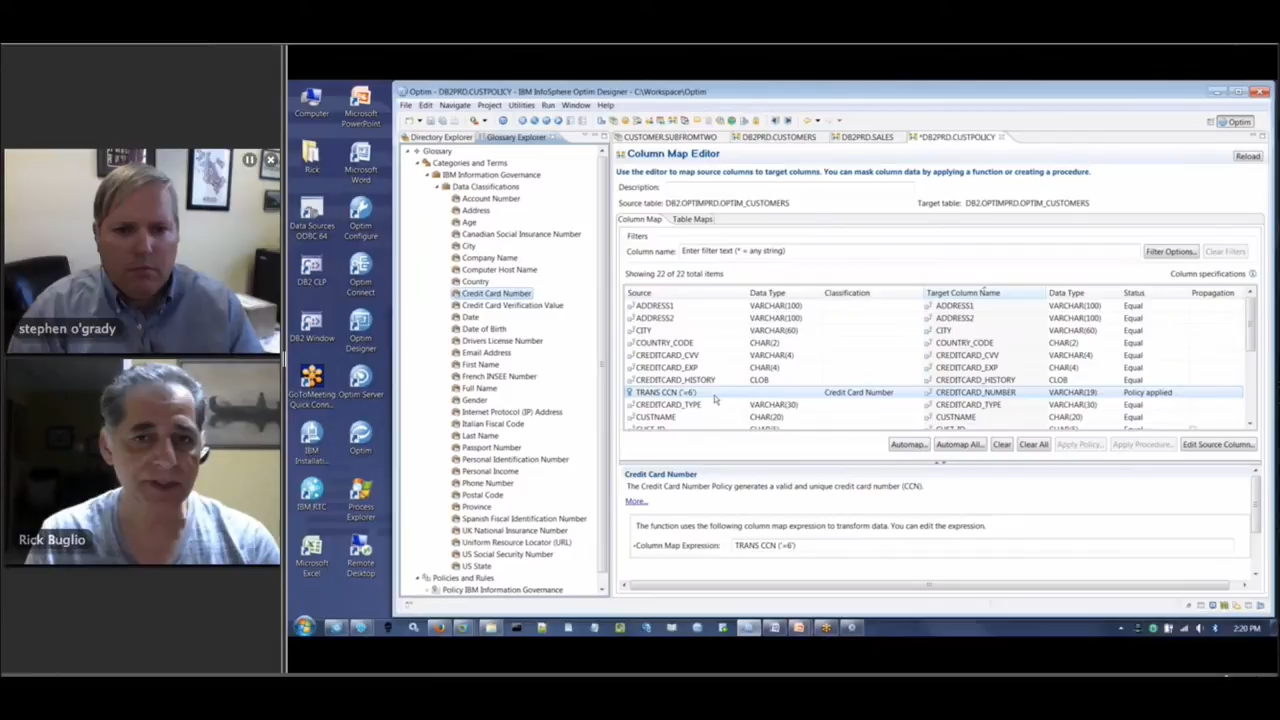 stephen o'grady
Rick Buglio
Computer
Microsoft PowerPoint
Rick
Microsoft Word
Data Sources ODBC 64
Optim Configure
DB2 CLP
Optim Connect
DB2 Window
Optim Designer
GoToMeeting Quick Conn...
Optim Server
IBM Installati...
Optim
IBM RTC
Process Explorer
Microsoft Excel
Remote Desktop
Optim - DB2PRD.CUSTPOLICY - IBM InfoSphere Optim Designer - C:\Workspace\Optim
File Edit Navigate Project Utilities Run Window Help
Optim
Directory Explorer
Glossary Explorer
Glossary
Categories and Terms
IBM Information Governance
Data Classifications
Account Number
Address
Age
Canadian Social Insurance Number
City
Company Name
Computer Host Name
Country
Credit Card Number
Credit Card Verification Value
Date
Date of Birth
Drivers License Number
Email Address
First Name
French INSEE Number
Full Name
Gender
Internet Protocol (IP) Address
Italian Fiscal Code
Last Name
Passport Number
Personal Identification Number
Personal Income
Phone Number
Postal Code
Province
Spanish Fiscal Identification Number
UK National Insurance Number
Uniform Resource Locator (URL)
US Social Security Number
US State
Policies and Rules
Policy IBM Information Governance
CUSTOMER.SUBFROMTWO
DB2PRD.CUSTOMERS
DB2PRD.SALES
*DB2PRD.CUSTPOLICY
Column Map Editor
Reload
Use the editor to map source columns to target columns. You can mask column data by applying a function or creating a procedure.
Description:
Source table: DB2.OPTIMPRD.OPTIM_CUSTOMERS Target table: DB2.OPTIMPRD.OPTIM_CUSTOMERS
Column Map Table Maps
Filters
Column name: Enter filter text (* = any string) Filter Options... Clear Filters
Showing 22 of 22 total items Column specifications
Source Data Type Classification Target Column Name Data Type Status Propagation
ADDRESS1 VARCHAR(100) ADDRESS1 VARCHAR(100) Equal
ADDRESS2 VARCHAR(100) ADDRESS2 VARCHAR(100) Equal
CITY VARCHAR(60) CITY VARCHAR(60) Equal
COUNTRY_CODE CHAR(2) COUNTRY_CODE CHAR(2) Equal
CREDITCARD_CVV VARCHAR(4) CREDITCARD_CVV VARCHAR(4) Equal
CREDITCARD_EXP CHAR(4) CREDITCARD_EXP CHAR(4) Equal
CREDITCARD_HISTORY CLOB CREDITCARD_HISTORY CLOB Equal
TRANS CCN ('=6') Credit Card Number CREDITCARD_NUMBER VARCHAR(19) Policy applied
CREDITCARD_TYPE VARCHAR(30) CREDITCARD_TYPE VARCHAR(30) Equal
CUSTNAME CHAR(20) CUSTNAME CHAR(20) Equal
Automap... Automap All... Clear Clear All Apply Policy... Apply Procedure... Edit Source Column...
Credit Card Number
The Credit Card Number Policy generates a valid and unique credit card number (CCN).
More...
The function uses the following column map expression to transform data. You can edit the expression.
Column Map Expression: TRANS CCN ('=6')
2:20 PM